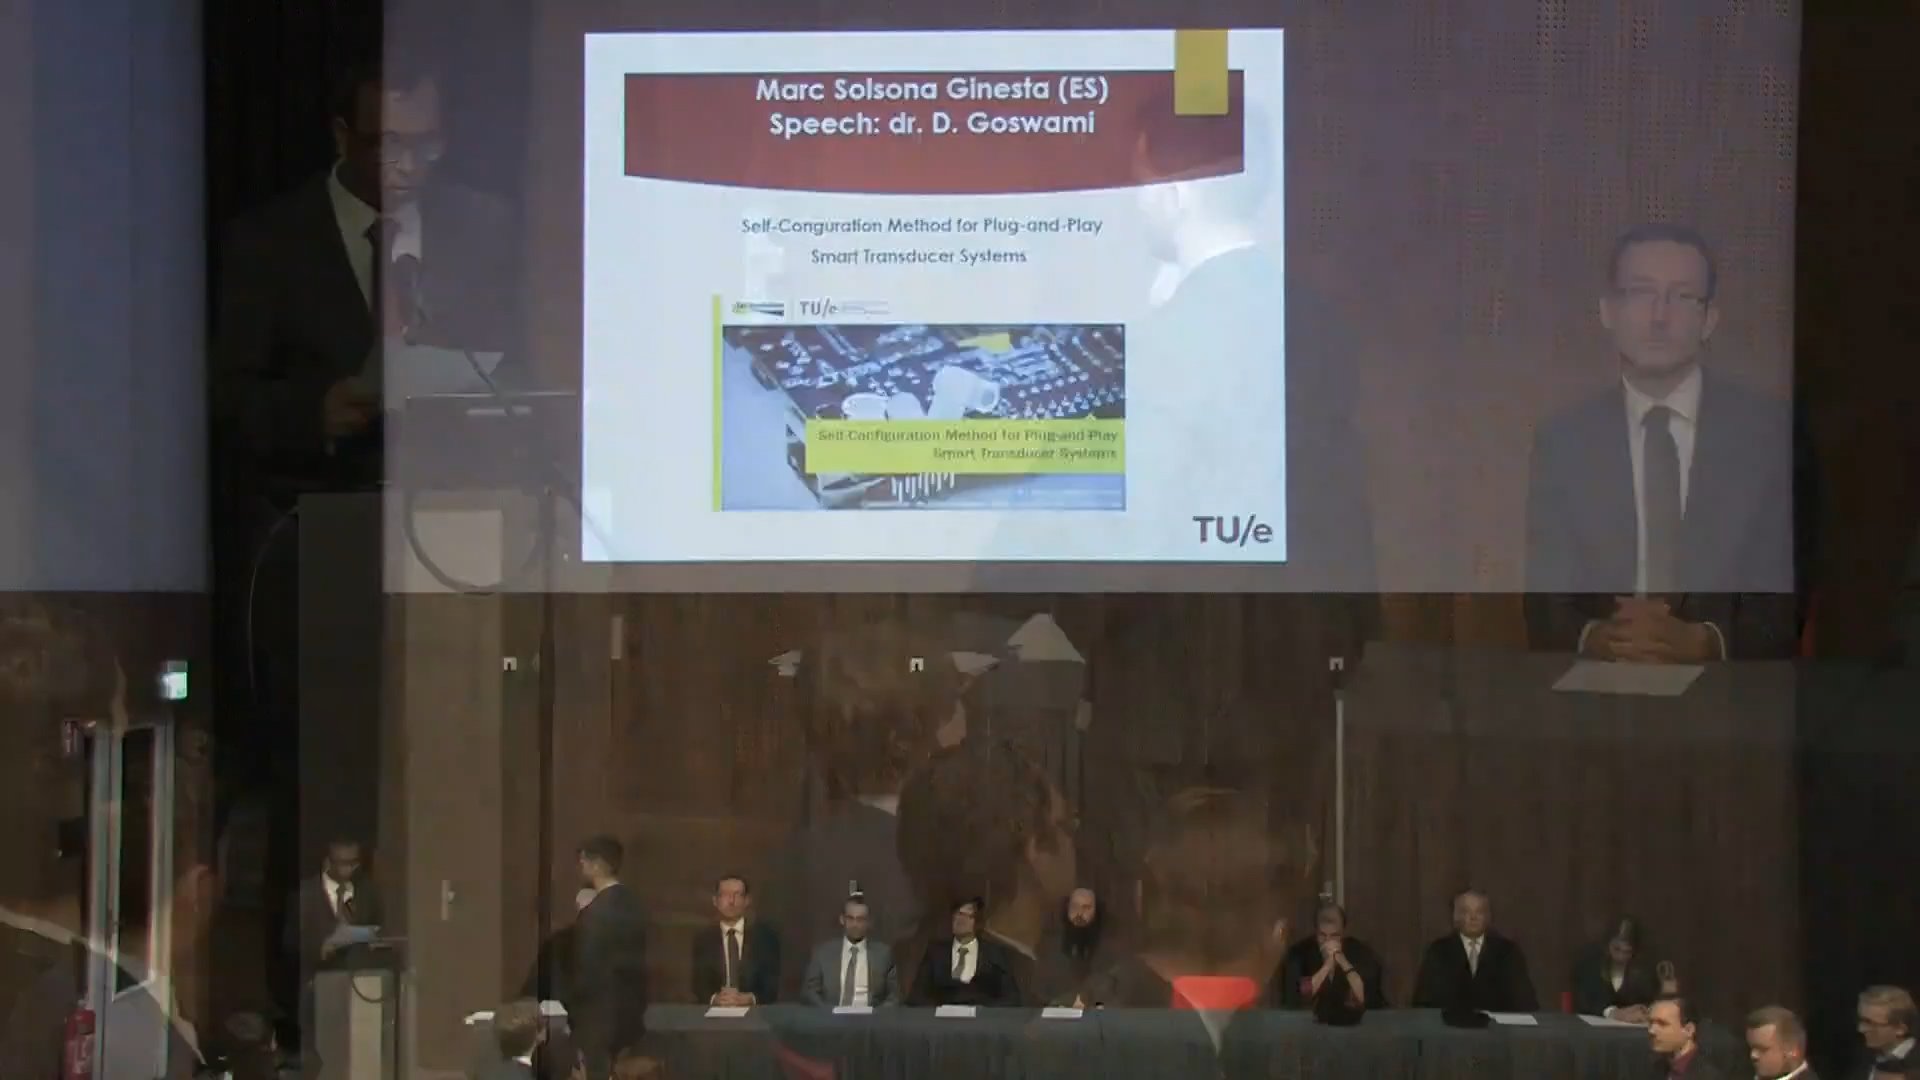 Marc Solsona Ginesta (ES)
Speech: dr. D. Goswami
Self-Conguration Method for Plug-and-Play
Smart Transducer Systems
TU/e
Self-Configuration Method for Plug-and-Play
Smart Transducer Systems
TU/e